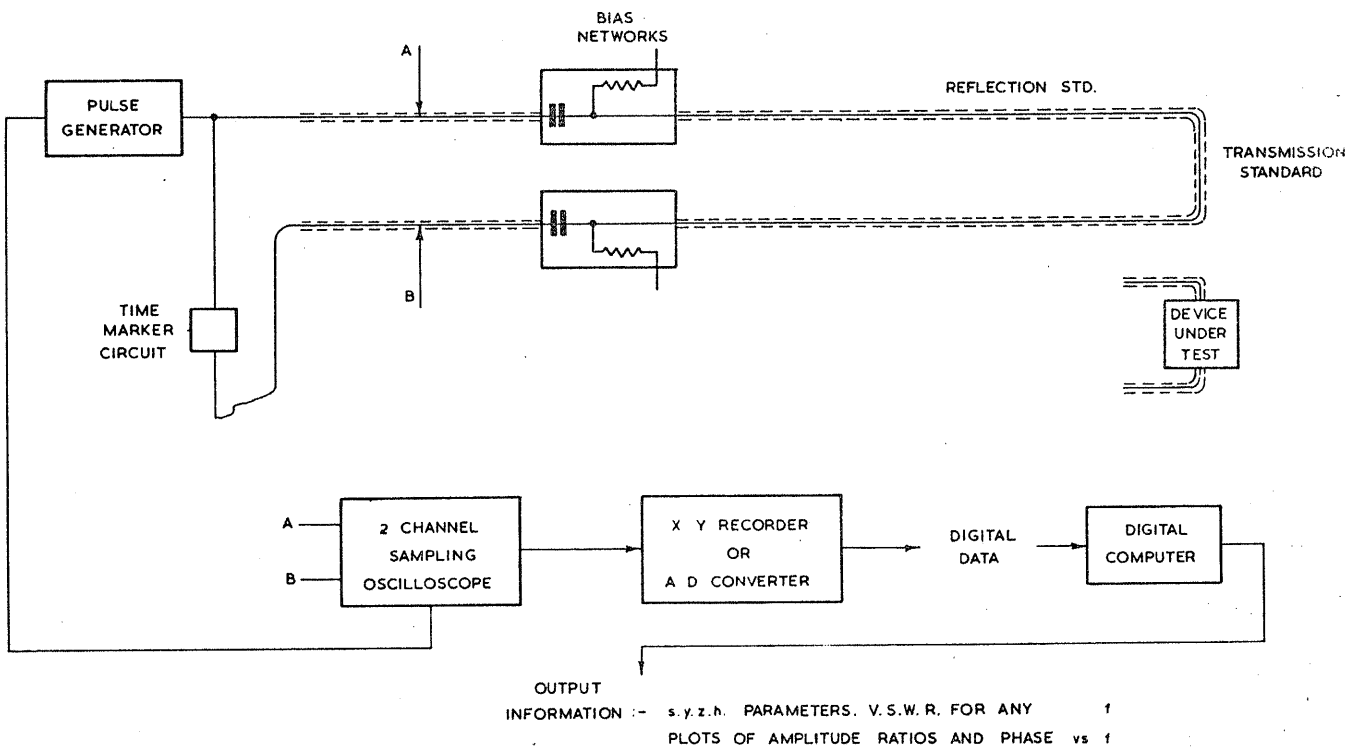 BIAS
NETWORKS
A
PULSE
GENERATOR
REFLECTION STD.
TRANSMISSION
STANDARD
B
TIME
MARKER
CIRCUIT
DEVICE
UNDER
TEST
A
B
2 CHANNEL
SAMPLING
OSCILLOSCOPE
X Y RECORDER
OR
A D CONVERTER
DIGITAL
DATA
DIGITAL
COMPUTER
OUTPUT
INFORMATION :- s.y.z.h. PARAMETERS. V.S.W.R. FOR ANY f
PLOTS OF AMPLITUDE RATIOS AND PHASE vs f